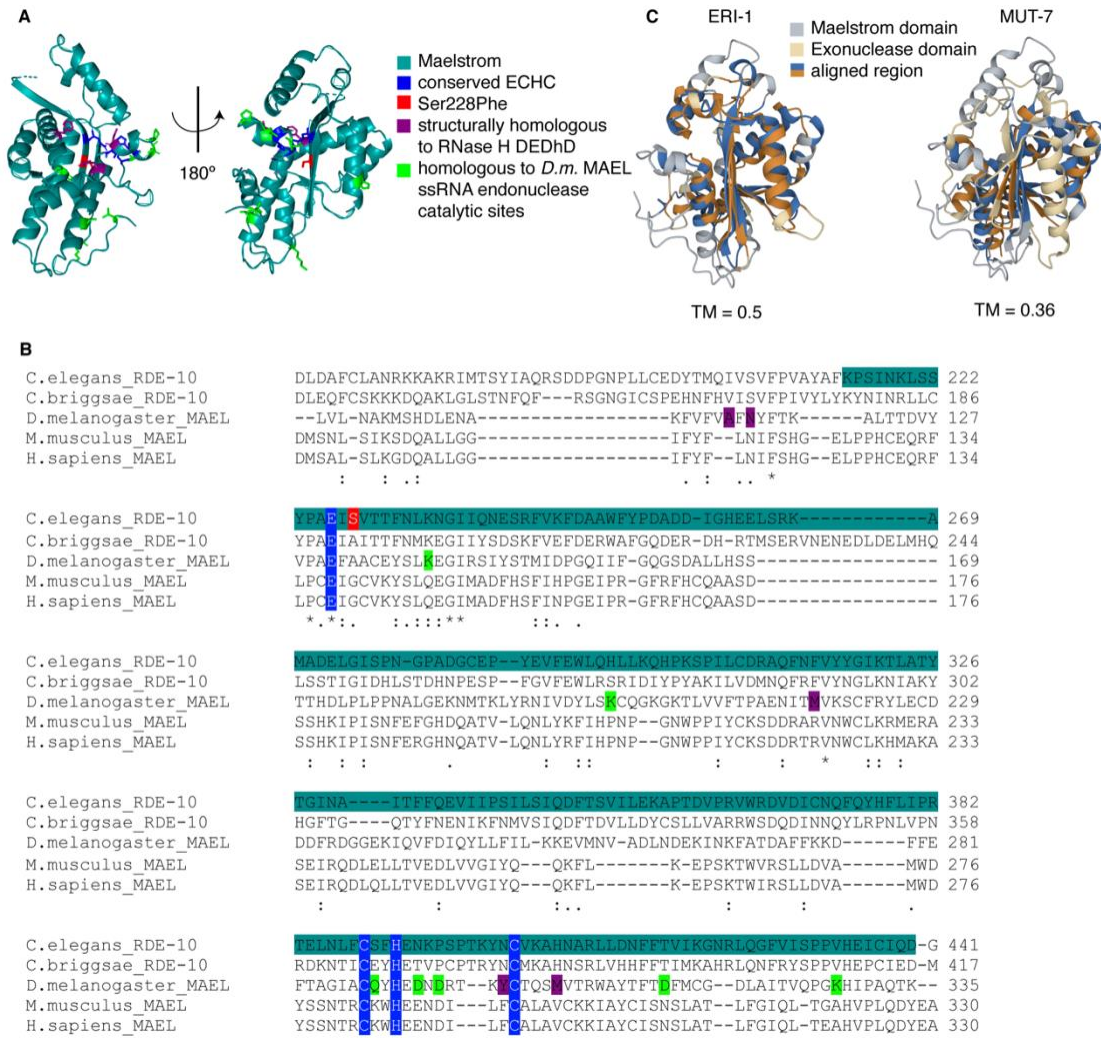 A
180º
Maelstrom
conserved ECHC
Ser228Phe
structurally homologous
to RNase H DEDhD
homologous to D.m. MAEL
ssRNA endonuclease
catalytic sites
C
ERI-1
MUT-7
Maelstrom domain
Exonuclease domain
aligned region
TM = 0.5
TM = 0.36
B
C.elegans_RDE-10 DLDAFCLANRKKAKRIMTSYIAQRSDDPGNPLLCEDYTMQIVSVFPVAYAFKPSINKLSS 222
C.briggsae_RDE-10 DLEQFCSKKKDQAKLGLSTNFQF--RSGNGICSPEHNFHVISVFPIVYLYKYNINRLLC 186
D.melanogaster_MAEL --LVL-NAKMSHDLENA------------------KFVFVAFNYFTK-----ALTTDVY 127
M.musculus_MAEL DMSNL-SIKSDQALLGG------------------IFYF--LNIFSHG--ELPPHCEQRF 134
H.sapiens_MAEL DMSAL-SLKGDQALLGG------------------IFYF--LNIFSHG--ELPPHCEQRF 134
: : .: . : .. *
C.elegans_RDE-10 YPAEISVTTFNLKNGIIQNESRFVKFDAAWFYPDADD-IGHEELSRK------------A 269
C.briggsae_RDE-10 YPAEIAITTFNMKEGIIYSDSKFVEFDERWAFGQDER-DH-RTMSERVNENEDLDELMHQ 244
D.melanogaster_MAEL VPAEFAACEYSLKEGIRSIYSTMIDPGQIIF-GQGSDALLHSS----------------- 169
M.musculus_MAEL LPCEIGCVKYSLQEGIMADFHSFINPGEIPR-GFRFHCQAASD----------------- 176
H.sapiens_MAEL LPCEIGCVKYSLQEGIMADFHSFINPGEIPR-GFRFHCQAASD----------------- 176
*.*:. :.:::** ::. .
C.elegans_RDE-10 MADELGISPN-GPADGCEP--YEVFEWLQHLLKQHPKSPILCDRAQFNFVYYGIKTLATY 326
C.briggsae_RDE-10 LSSTIGIDHLSTDHNPESP--FGVFEWLRSRIDIYPYAKILVDMNQFRFVYNGLKNIAKY 302
D.melanogaster_MAEL TTHDLPLPPNALGEKNMTKLYRNIVDYLSKCQGKGKTLVVFTPAENITMVKSCFRYLECD 229
M.musculus_MAEL SSHKIPISNFEFGHDQATV-LQNLYKFIHPNP--GNWPPIYCKSDDRARVNWCLKRMERA 233
H.sapiens_MAEL SSHKIPISNFERGHNQATV-LQNLYRFIHPNP--GNWPPIYCKSDDRTRVNWCLKHMAKA 233
: : . : :: : : * :: :
C.elegans_RDE-10 TGINA----ITFFQEVIIPSILSIQDFTSVILEKAPTDVPRVWRDVDICNQFQYHFLIPR 382
C.briggsae_RDE-10 HGFTG----QTYFNENIKFNMVSIQDFTDVLLDYCSLLVARRWSDQDINNQYLRPNLVPN 358
D.melanogaster_MAEL DDFRDGGEKIQVFDIQYLLFIL-KKEVMNV-ADLNDEKINKFATDAFFKKD------FFE 281
M.musculus_MAEL SEIRQDLELLTVEDLVVGIYQ---QKFL-----K-EPSKTWVRSLLDVA------MWD 276
H.sapiens_MAEL SEIRQDLQLLTVEDLVVGIYQ---QKFL-----K-EPSKTWIRSLLDVA------MWD 276
: : :.. : : .
C.elegans_RDE-10 TELNLFCSFHENKPSPTKYNCVKAHNARLLDNFFTVIKGNRLQGFVISPPVHEICIQD-G 441
C.briggsae_RDE-10 RDKNTICEYHETVPCPTRYNCMKAHNSRLVHHFFTIMKAHRLQNFRYSPPVHEPCIED-M 417
D.melanogaster_MAEL FTAGIACQYHEDNDRT--KYCTQSMVTRWAYTFTDFMCG--DLAITVQPGKHIPAQTK-- 335
M.musculus_MAEL YSSNTRCKWHEENDI---LFCALAVCKKIAYCISNSLAT--LFGIQL-TGAHVPLQDYEA 330
H.sapiens_MAEL YSSNTRCKWHEENDI---LFCALAVCKKIAYCISNSLAT--LFGIQL-TEAHVPLQDYEA 330